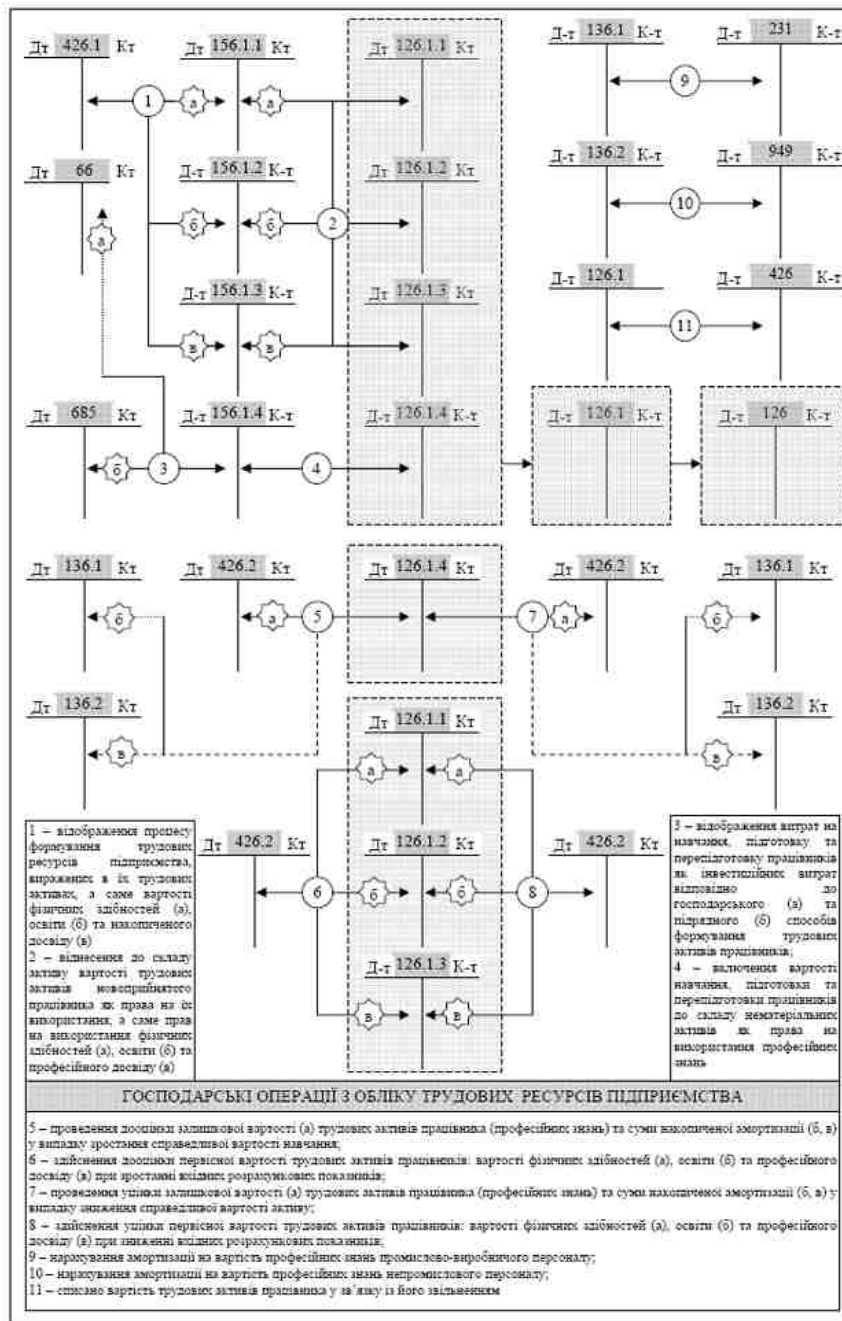 Дт 426.1 Кт Дт 156.1.1 Кт Дт 126.1.1 Кт Д-т 136.1 К-т Д-т 231 К-т
1 а а 9
Дт 66 Кт Д-т 156.1.2 К-т Дт 126.1.2 Кт Д-т 136.2 К-т Д-т 949 К-т
а б б 2 10
Д-т 156.1.3 К-т Дт 126.1.3 Кт Д-т 126.1 Д-т 426 К-т
в в 11
Дт 685 Кт Д-т 156.1.4 К-т Д-т 126.1.4 К-т Д-т 126.1 К-т Д-т 126 К-т
б 3 4
Дт 136.1 Кт Дт 426.2 Кт Дт 126.1.4 Кт Дт 426.2 Кт Дт 136.1 Кт
б а 5 7 а б
Дт 136.2 Кт Дт 136.2 Кт
в в
Дт 126.1.1 Кт
а а
Дт 426.2 Кт Дт 126.1.2 Кт Дт 426.2 Кт
6 б б 8
Д-т 126.1.3 К-т
в в
1 – відображення процесу
формування трудових
ресурсів підприємства,
виражених в їх трудових
активах, а саме вартості
фізичних здібностей (а),
освіти (б) та накопиченого
досвіду (в)
2 – віднесення до складу
активу вартості трудових
активів новоприйнятого
працівника як права на їх
використання, а саме прав
на використання фізичних
здібностей (а), освіти (б) та
професійного досвіду (в)
3 – відображення витрат на
навчання, підготовку та
перепідготовку працівників
як інвестиційних витрат
відповідно до
господарського (а) та
підрядного (б) способів
формування трудових
активів працівників;
4 – включення вартості
навчання, підготовки та
перепідготовки працівників
до складу нематеріальних
активів як права на
використання професійних
знань
ГОСПОДАРСЬКІ ОПЕРАЦІЇ З ОБЛІКУ ТРУДОВИХ РЕСУРСІВ ПІДПРИЄМСТВА
5 – проведення дооцінки залишкової вартості (а) трудових активів працівника (професійних знань) та суми накопиченої амортизації (б, в)
у випадку зростання справедливої вартості навчання;
6 – здійснення дооцінки первісної вартості трудових активів працівників: вартості фізичних здібностей (а), освіти (б) та професійного
досвіду (в) при зростанні вхідних розрахункових показників;
7 – проведення уцінки залишкової вартості (а) трудових активів працівника (професійних знань) та суми накопиченої амортизації (б, в) у
випадку зниження справедливої вартості активу;
8 – здійснення уцінки первісної вартості трудових активів працівників: вартості фізичних здібностей (а), освіти (б) та професійного
досвіду (в) при зниженні вхідних розрахункових показників;
9 – нарахування амортизації на вартість професійних знань промислово-виробничого персоналу;
10 – нарахування амортизації на вартість професійних знань непромислового персоналу;
11 – списано вартість трудових активів працівника у зв’язку із його звільненням